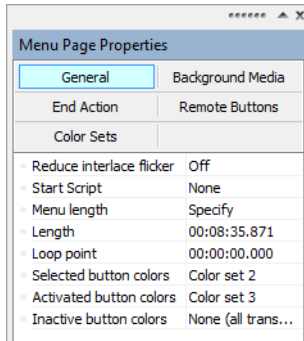 Menu Page Properties
General Background Media
End Action Remote Buttons
Color Sets
Reduce interlace flicker Off
Start Script None
Menu length Specify
Length 00:08:35.871
Loop point 00:00:00.000
Selected button colors Color set 2
Activated button colors Color set 3
Inactive button colors None (all trans...